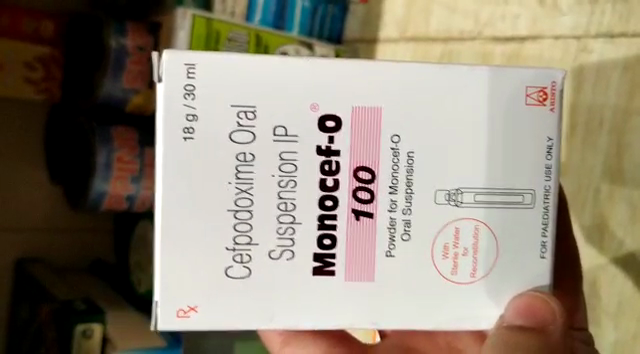 Rx
18 g / 30 ml
Cefpodoxime Oral
Suspension IP
Monocef-O®
100
Powder for Monocef-O
Oral Suspension
With
Sterile Water
for
Reconstitution
FOR PAEDIATRIC USE ONLY
ARISTO